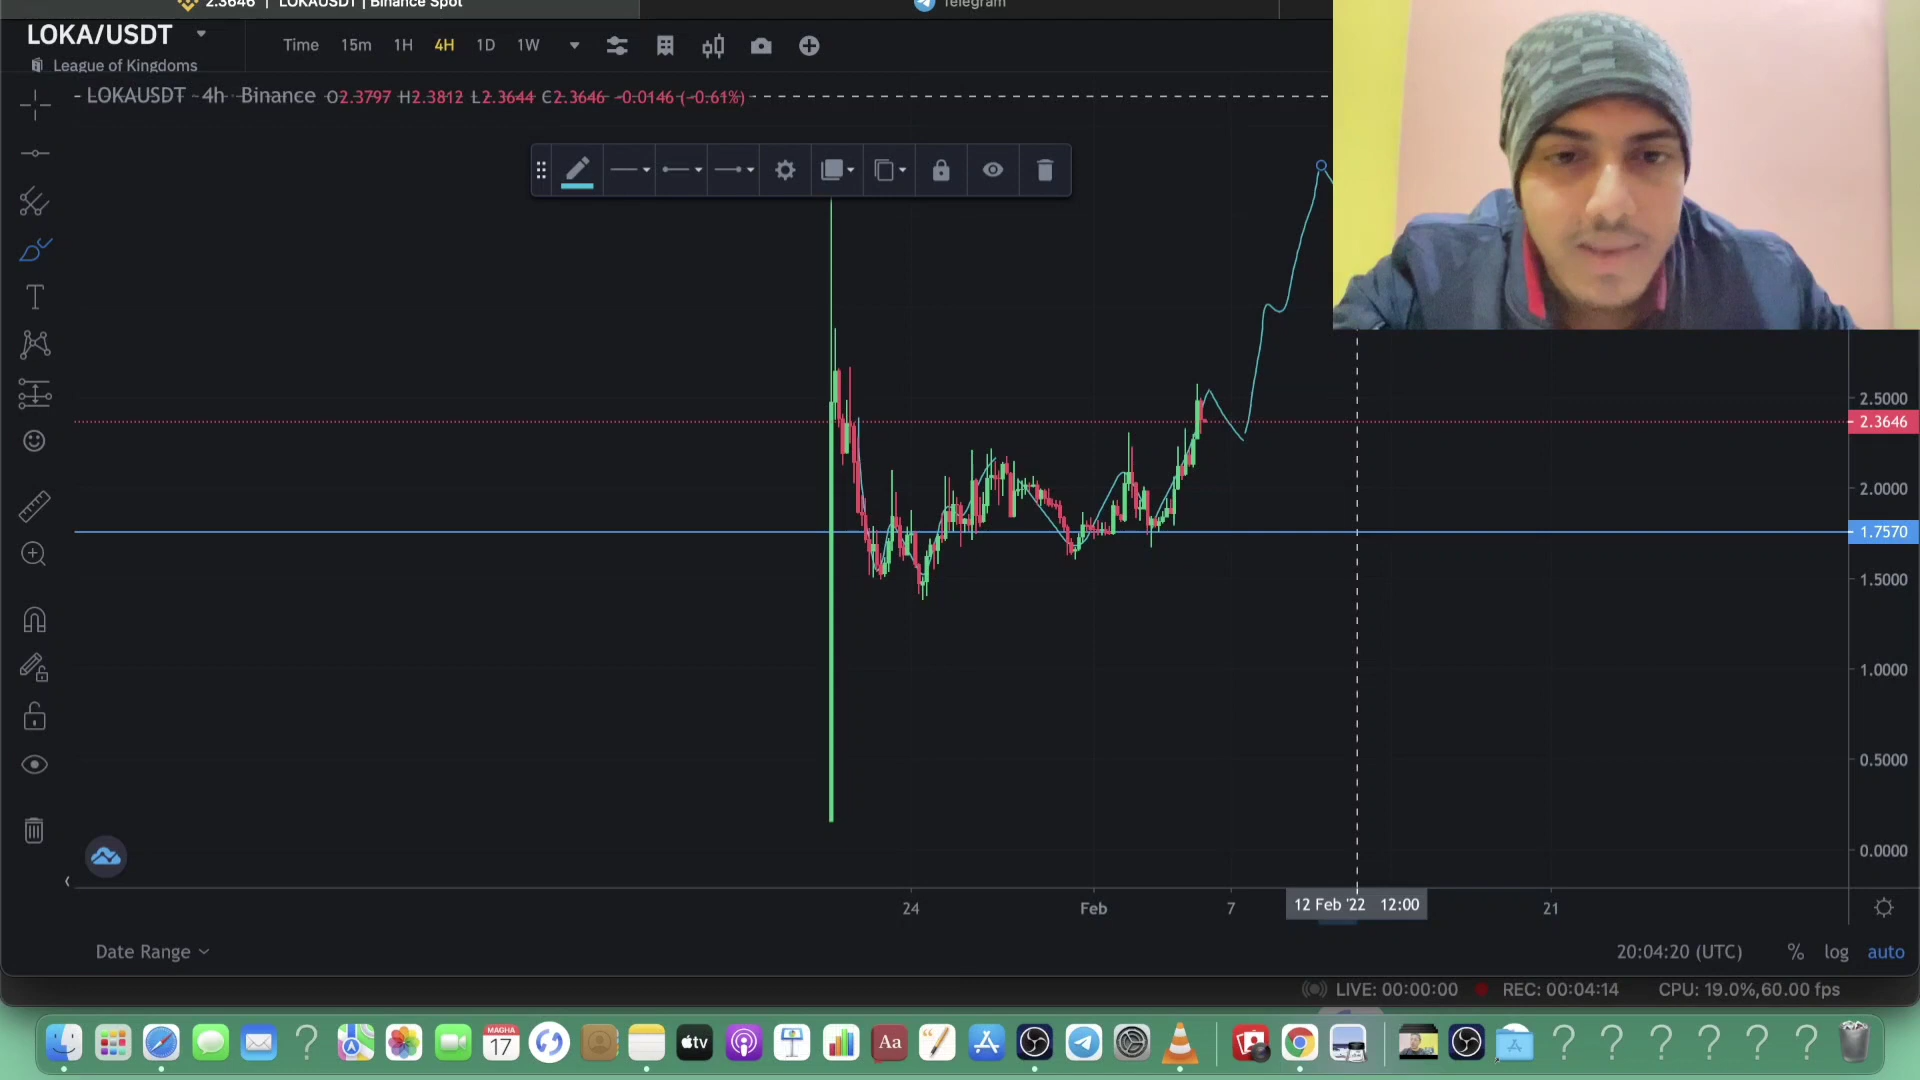 2.3646 | LOKAUSDT | Binance Spot
Telegram
LOKA/USDT
League of Kingdoms
Time 15m 1H 4H 1D 1W
LOKAUSDT 4h Binance O2.3797 H2.3812 L2.3644 C2.3646 -0.0146 (-0.61%)
2.5000
2.3646
2.0000
1.7570
1.5000
1.0000
0.5000
0.0000
24 Feb 7 12 Feb '22 12:00 21
Date Range
20:04:20 (UTC) % log auto
LIVE: 00:00:00 REC: 00:04:14 CPU: 19.0%,60.00 fps
MAGHA
17
tv
Aa